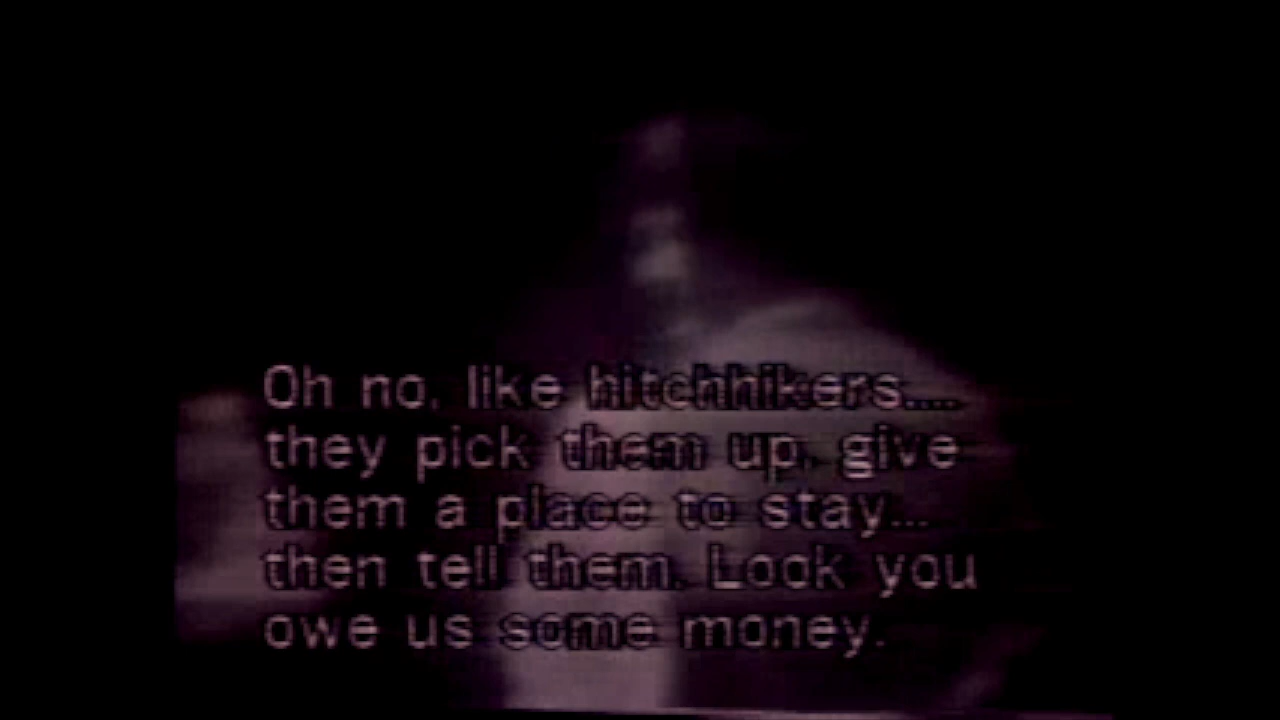 Oh no, like hitchhikers....
they pick them up, give
them a place to stay...
then tell them, Look you
owe us some money.